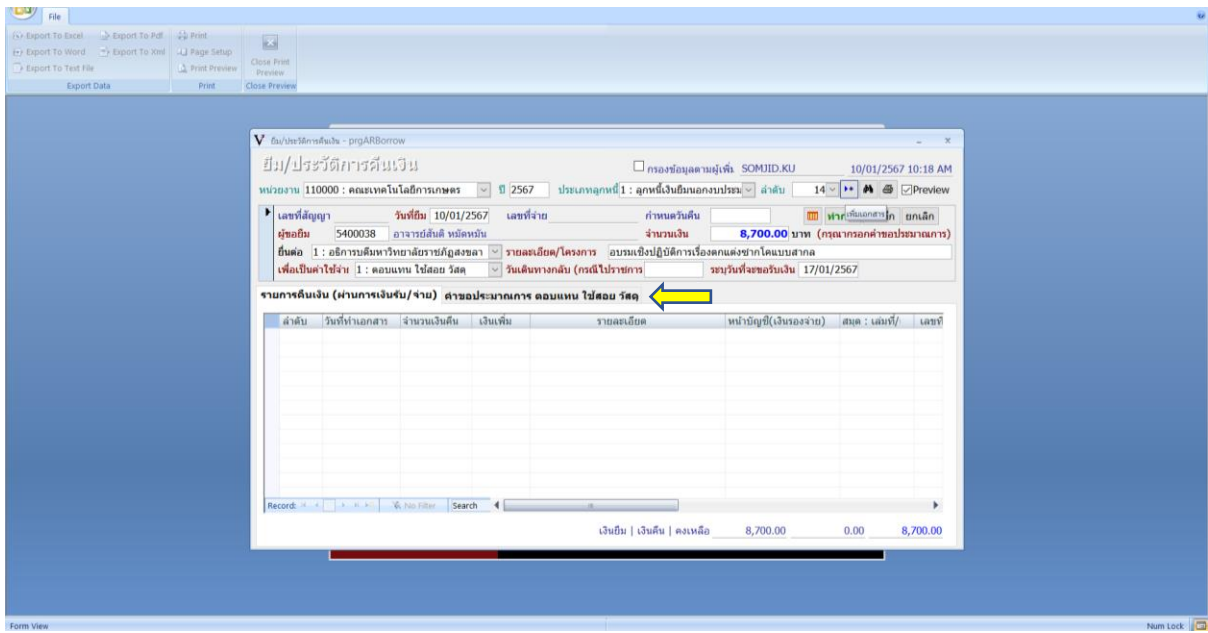 File
Export To Excel Export To Pdf Print
Export To Word Export To Xml Page Setup
Export To Text File Print Preview
Close Print Preview
Export Data Print Close Preview
ยืม/ประวัติการคืนเงิน - prgARBorrow
ยืม/ประวัติการคืนเงิน กรองข้อมูลตามผู้เพิ่ม SOMJID.KU 10/01/2567 10:18 AM
หน่วยงาน 110000 : คณะเทคโนโลยีการเกษตร ปี 2567 ประเภทลูกหนี้ 1 : ลูกหนี้เงินยืมนอกงบประมา ลำดับ 14 Preview
เลขที่สัญญา วันที่ยืม 10/01/2567 เลขที่จ่าย กำหนดวันคืน เพิ่มเอกสาร ยกเลิก
ผู้ขอยืม 5400038 อาจารย์สันติ หมัดหมัน จำนวนเงิน 8,700.00 บาท (กรุณากรอกคำขอประมาณการ)
ยื่นต่อ 1 : อธิการบดีมหาวิทยาลัยราชภัฏสงขลา รายละเอียด/โครงการ อบรมเชิงปฏิบัติการเรื่องตกแต่งซากโคแบบสากล
เพื่อเป็นค่าใช้จ่าย 1 : ตอบแทน ใช้สอย วัสดุ วันเดินทางกลับ (กรณีไปราชการ ระบุวันที่จะขอรับเงิน 17/01/2567
รายการคืนเงิน (ผ่านการเงินรับ/จ่าย) คำขอประมาณการ ตอบแทน ใช้สอย วัสดุ
ลำดับ วันที่ทำเอกสาร จำนวนเงินคืน เงินเพิ่ม รายละเอียด หน้าบัญชี(เงินรองจ่าย) สมุด : เล่มที่/ เลขที่
Record: No Filter Search
เงินยืม | เงินคืน | คงเหลือ 8,700.00 0.00 8,700.00
Form View Num Lock